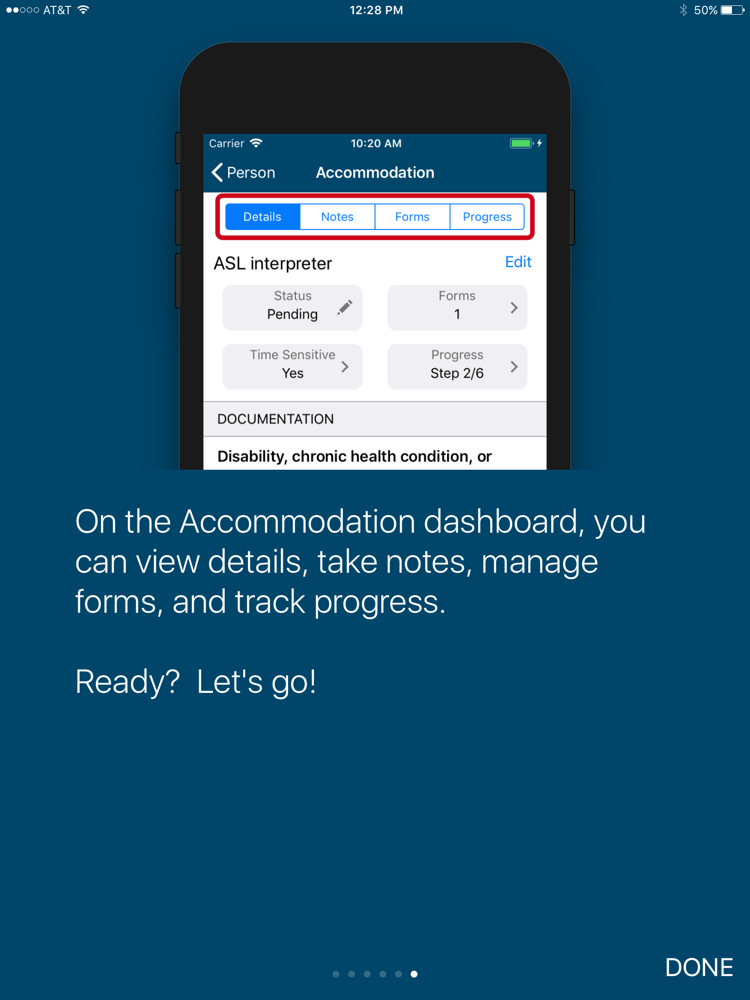 AT&T 12:28 PM 50%
Carrier 10:20 AM
Person Accommodation
Details Notes Forms Progress
ASL interpreter Edit
Status Forms
Pending 1
Time Sensitive Progress
Yes Step 2/6
DOCUMENTATION
Disability, chronic health condition, or
On the Accommodation dashboard, you
can view details, take notes, manage
forms, and track progress.
Ready?  Let's go!
DONE